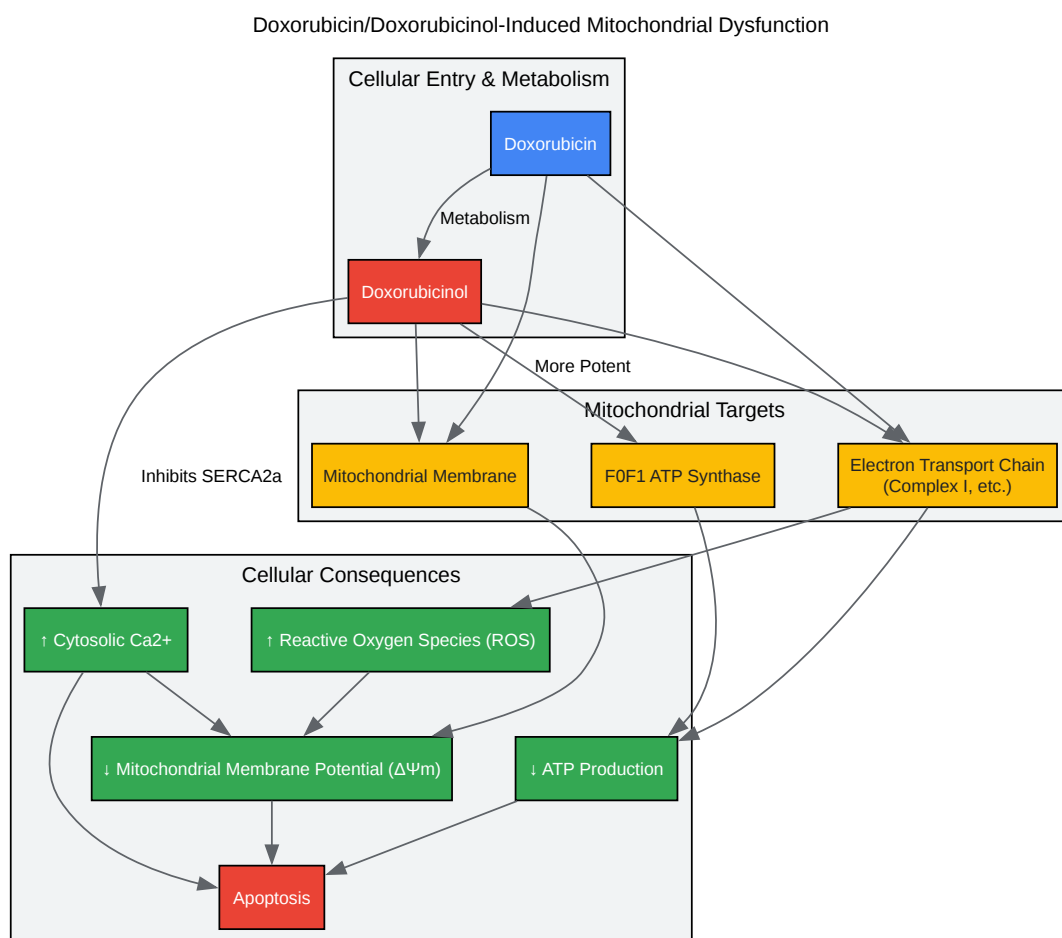 Doxorubicin/Doxorubicinol-Induced Mitochondrial Dysfunction
Cellular Entry & Metabolism
Doxorubicin
Metabolism
Doxorubicinol
More Potent
Mitochondrial Targets
Mitochondrial Membrane
F0F1 ATP Synthase
Electron Transport Chain
(Complex I, etc.)
Inhibits SERCA2a
Cellular Consequences
↑ Cytosolic Ca2+
↑ Reactive Oxygen Species (ROS)
↓ Mitochondrial Membrane Potential (ΔΨm)
↓ ATP Production
Apoptosis